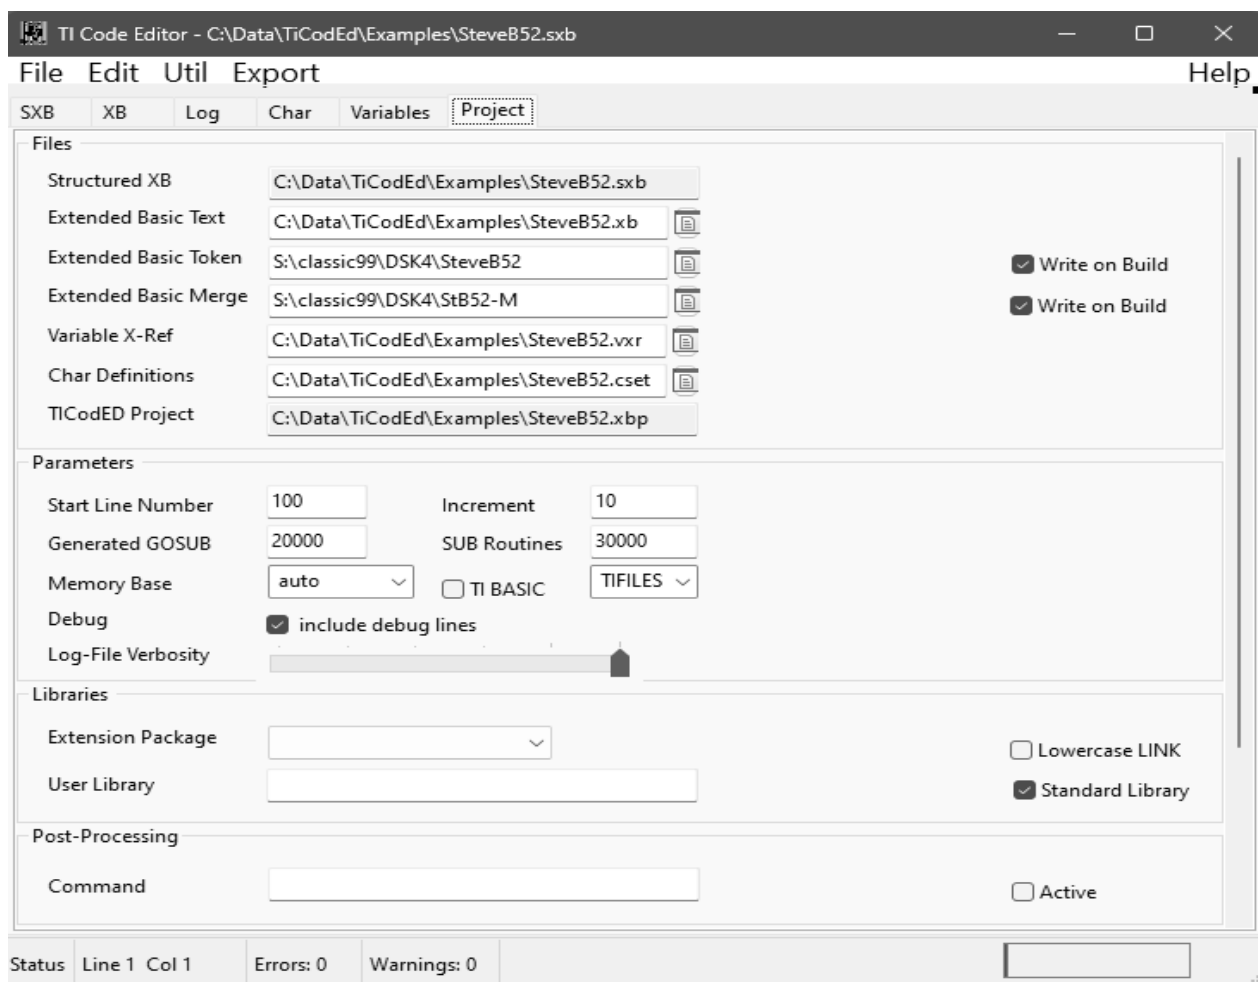 TI Code Editor - C:\Data\TiCodEd\Examples\SteveB52.sxb
File Edit Util Export Help
SXB XB Log Char Variables Project
Files
Structured XB C:\Data\TiCodEd\Examples\SteveB52.sxb
Extended Basic Text C:\Data\TiCodEd\Examples\SteveB52.xb
Extended Basic Token S:\classic99\DSK4\SteveB52 Write on Build
Extended Basic Merge S:\classic99\DSK4\StB52-M Write on Build
Variable X-Ref C:\Data\TiCodEd\Examples\SteveB52.vxr
Char Definitions C:\Data\TiCodEd\Examples\SteveB52.cset
TICodED Project C:\Data\TiCodEd\Examples\SteveB52.xbp
Parameters
Start Line Number 100 Increment 10
Generated GOSUB 20000 SUB Routines 30000
Memory Base auto TI BASIC TIFILES
Debug include debug lines
Log-File Verbosity
Libraries
Extension Package Lowercase LINK
User Library Standard Library
Post-Processing
Command Active
Status Line 1 Col 1 Errors: 0 Warnings: 0